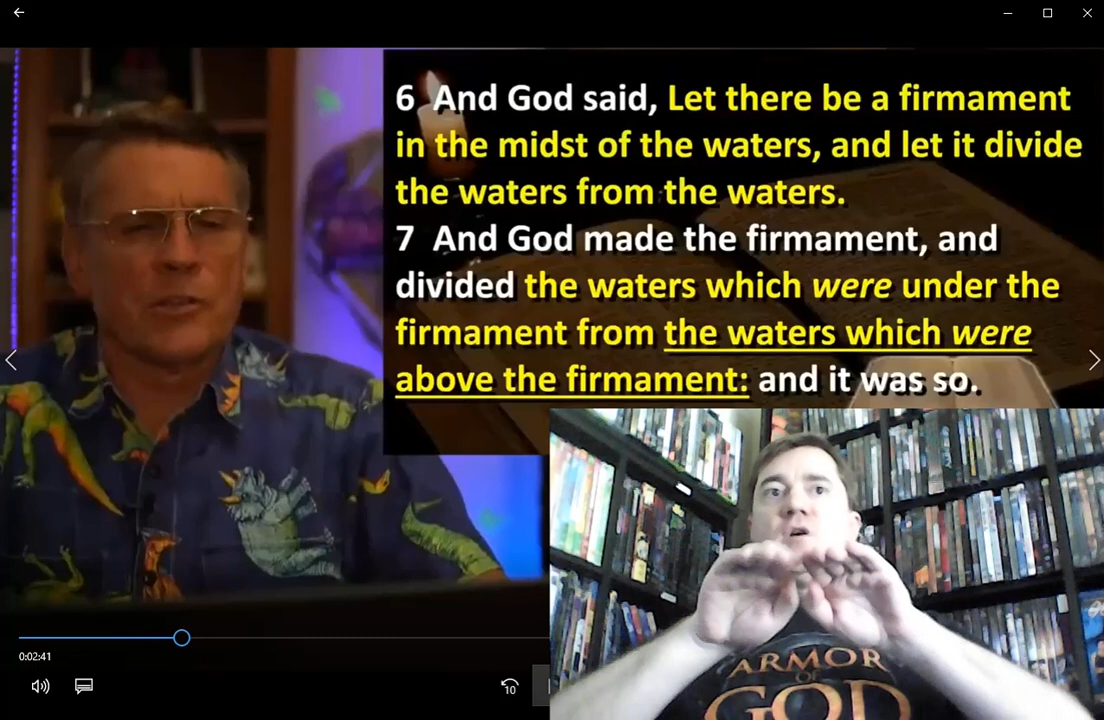 6 And God said, Let there be a firmament
in the midst of the waters, and let it divide
the waters from the waters.
7 And God made the firmament, and
divided the waters which were under the
firmament from the waters which were
above the firmament: and it was so.
0:02:41
10
ARMOR
OF
GOD